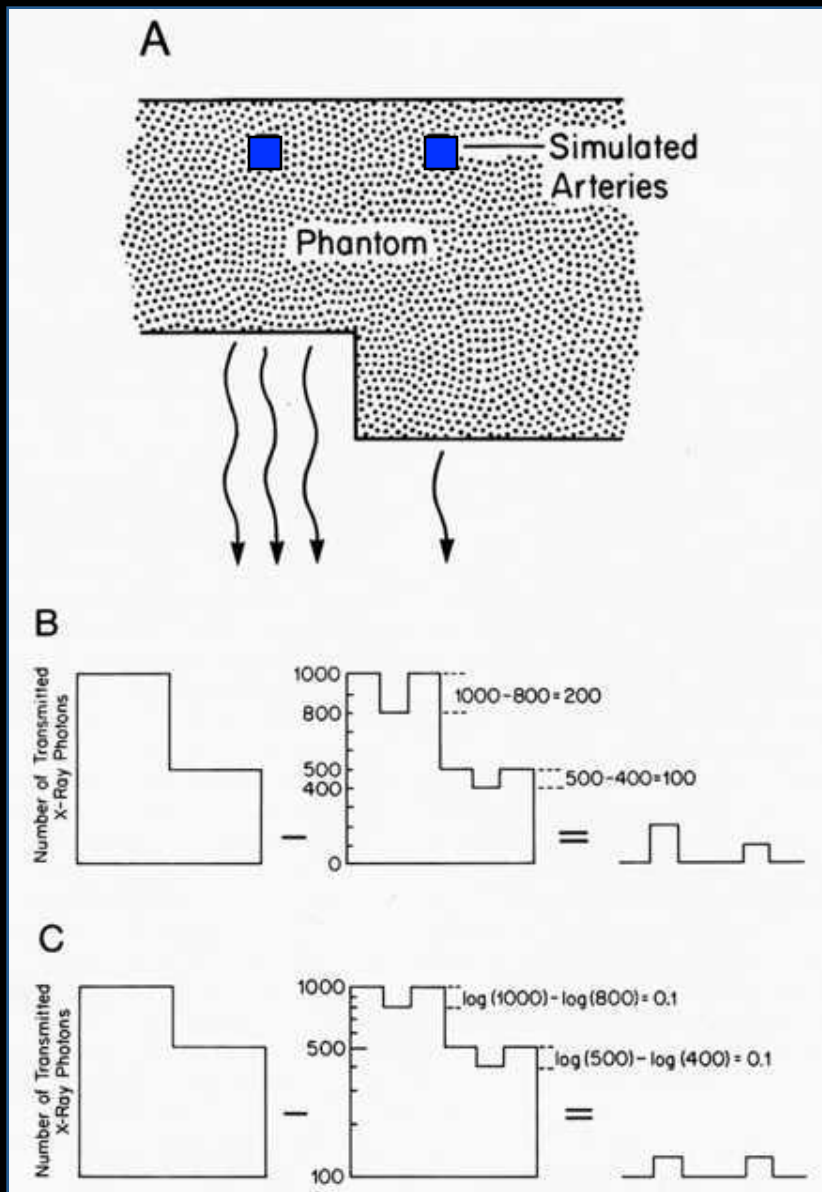 A
Simulated
Arteries
Phantom
B
Number of Transmitted
X-Ray Photons
1000
800
500
400
0
1000-800=200
500-400=100
−
=
C
Number of Transmitted
X-Ray Photons
1000
500
100
log(1000)-log(800)=0.1
log(500)-log(400)=0.1
−
=